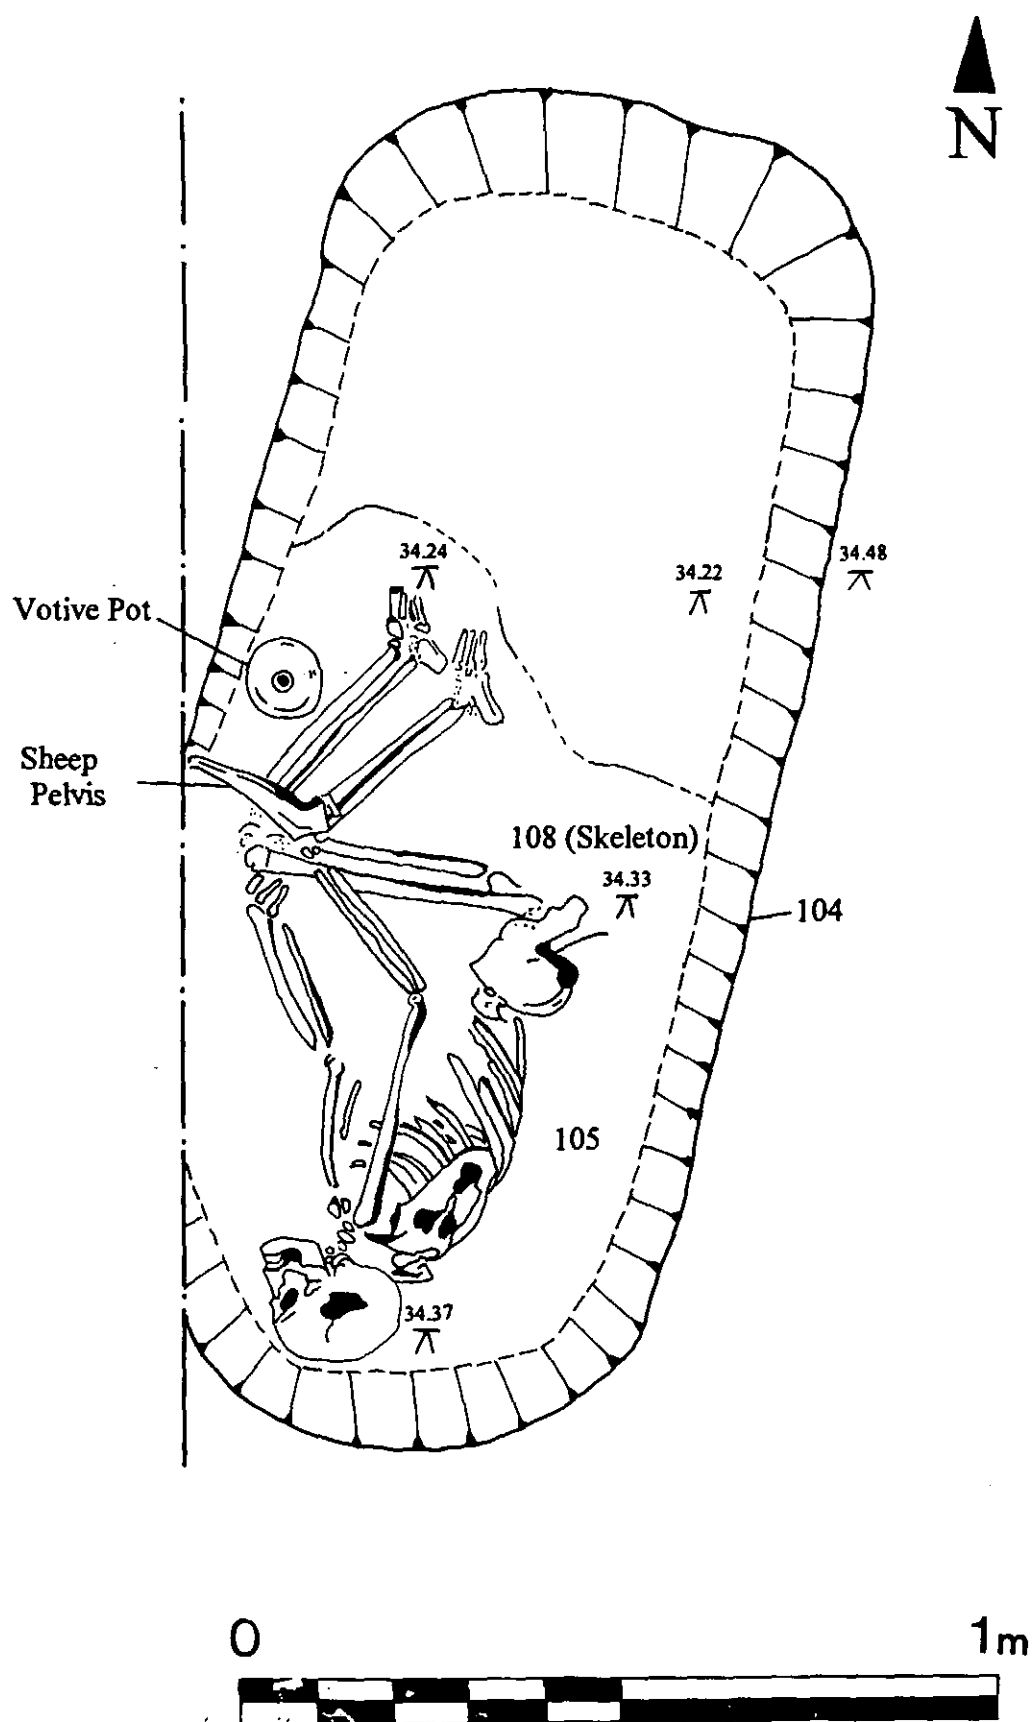 N
34.24
34.48
34.22
Votive Pot
Sheep
Pelvis
108 (Skeleton)
34.33
104
105
34.37
0 1m